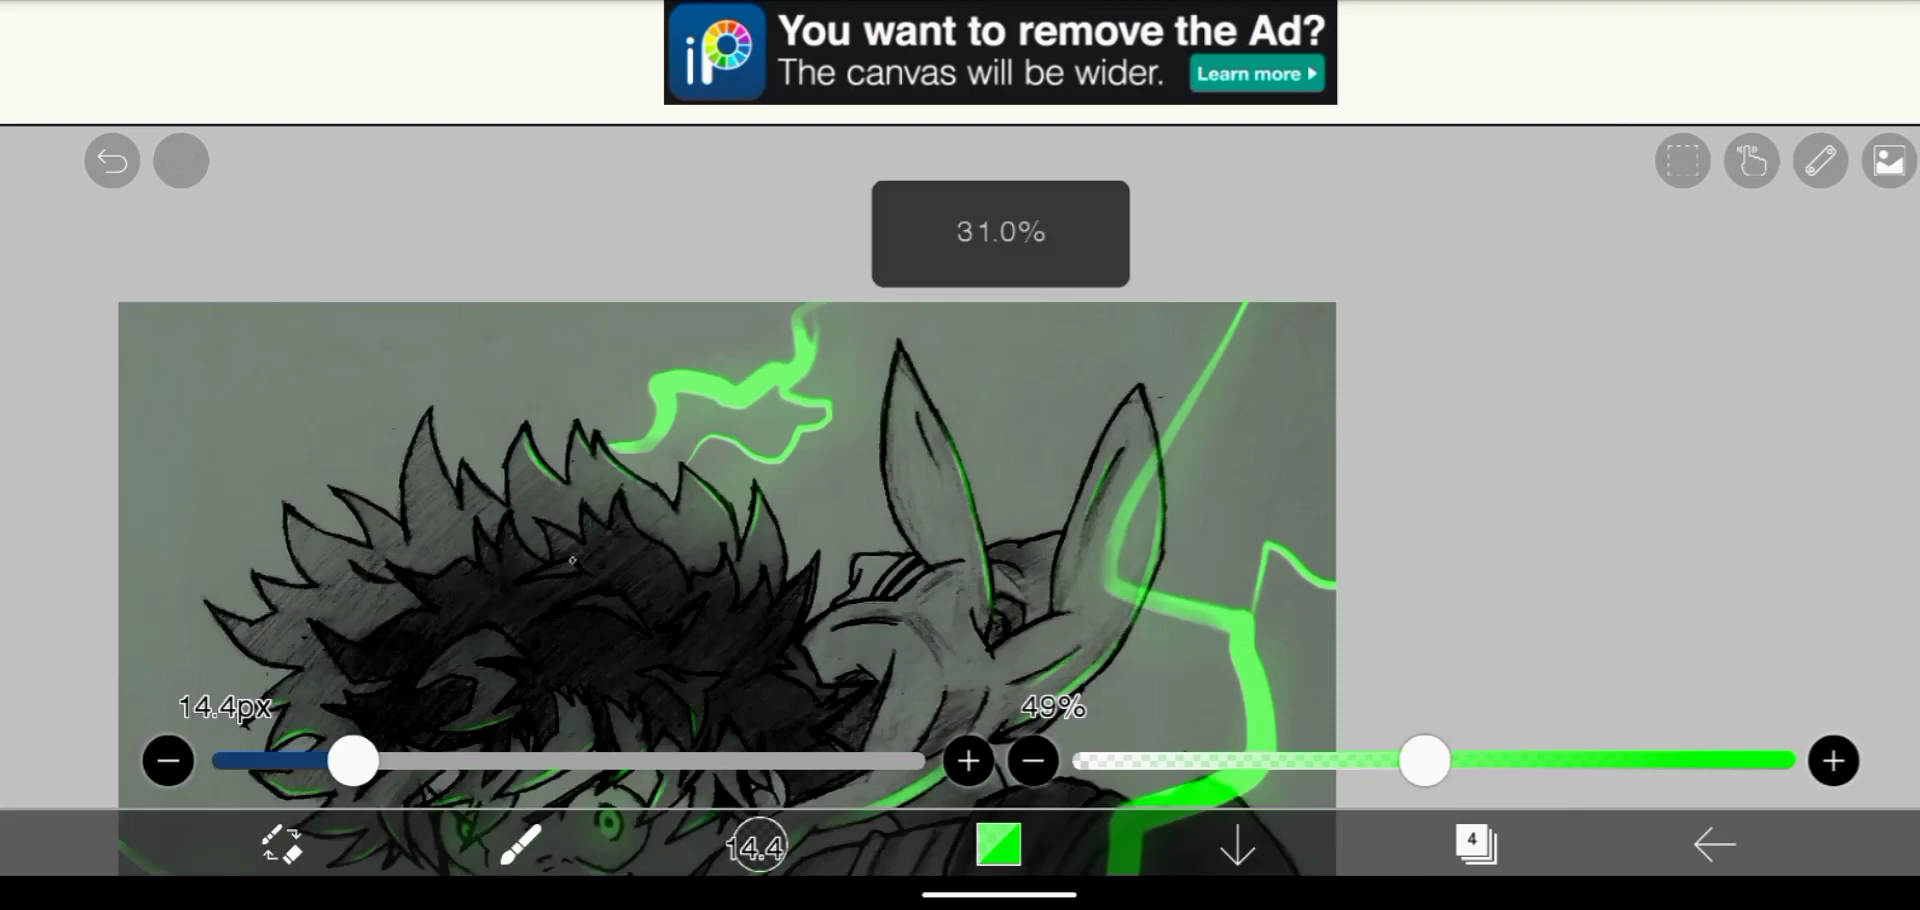 iP
You want to remove the Ad?
The canvas will be wider.
Learn more
31.0%
14.4px
49%
14.4
4